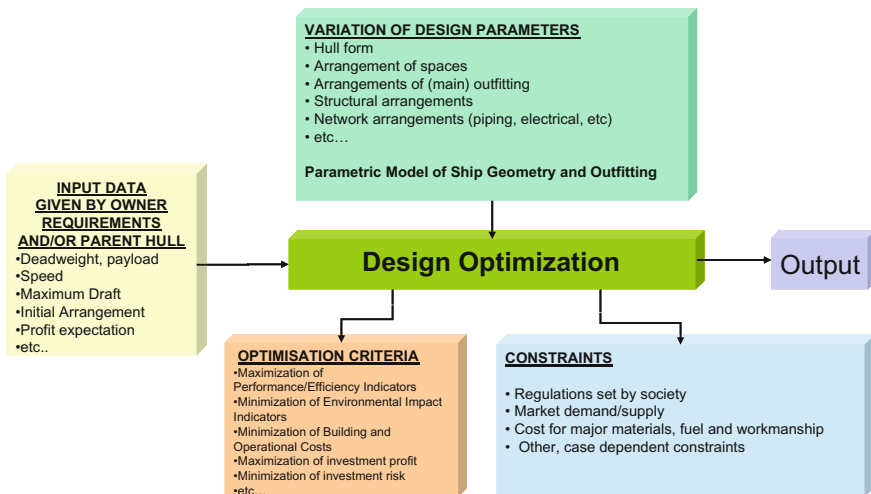 VARIATION OF DESIGN PARAMETERS
• Hull form
• Arrangement of spaces
• Arrangements of (main) outfitting
• Structural arrangements
• Network arrangements (piping, electrical, etc)
• etc…
Parametric Model of Ship Geometry and Outfitting
INPUT DATA
GIVEN BY OWNER
REQUIREMENTS
AND/OR PARENT HULL
•Deadweight, payload
•Speed
•Maximum Draft
•Initial Arrangement
•Profit expectation
•etc..
Design Optimization
Output
OPTIMISATION CRITERIA
•Maximization of
Performance/Efficiency Indicators
•Minimization of Environmental Impact
Indicators
•Minimization of Building and
Operational Costs
•Maximization of investment profit
•Minimization of investment risk
•etc…
CONSTRAINTS
• Regulations set by society
• Market demand/supply
• Cost for major materials, fuel and workmanship
• Other, case dependent constraints